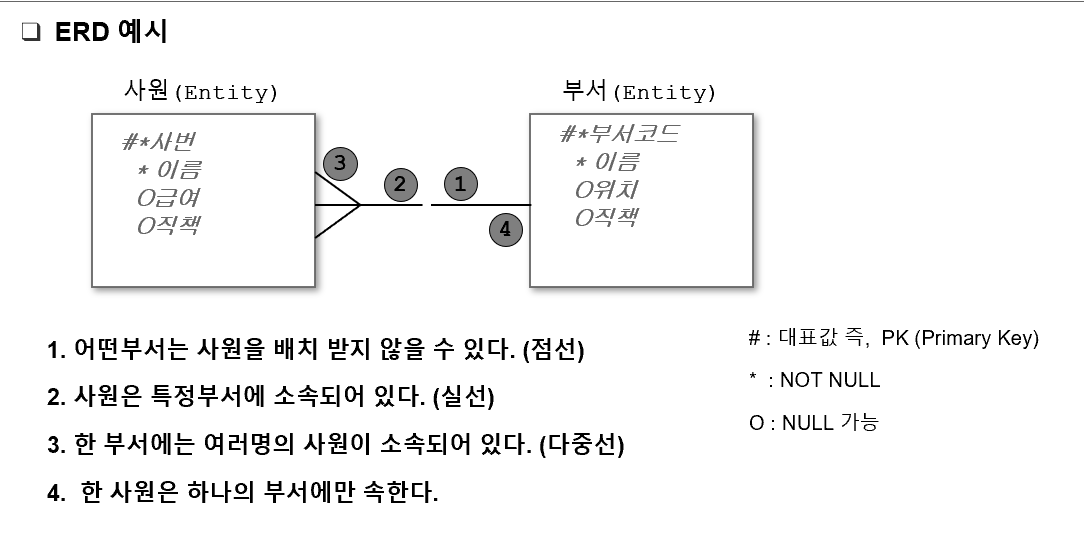 ❏ ERD 예시
사원(Entity)
부서(Entity)
#*사번
* 이름
O급여
O직책
3
2
1
4
#*부서코드
* 이름
O위치
O직책
1. 어떤부서는 사원을 배치 받지 않을 수 있다. (점선)
2. 사원은 특정부서에 소속되어 있다. (실선)
3. 한 부서에는 여러명의 사원이 소속되어 있다. (다중선)
4. 한 사원은 하나의 부서에만 속한다.
# : 대표값 즉, PK (Primary Key)
* : NOT NULL
O : NULL 가능